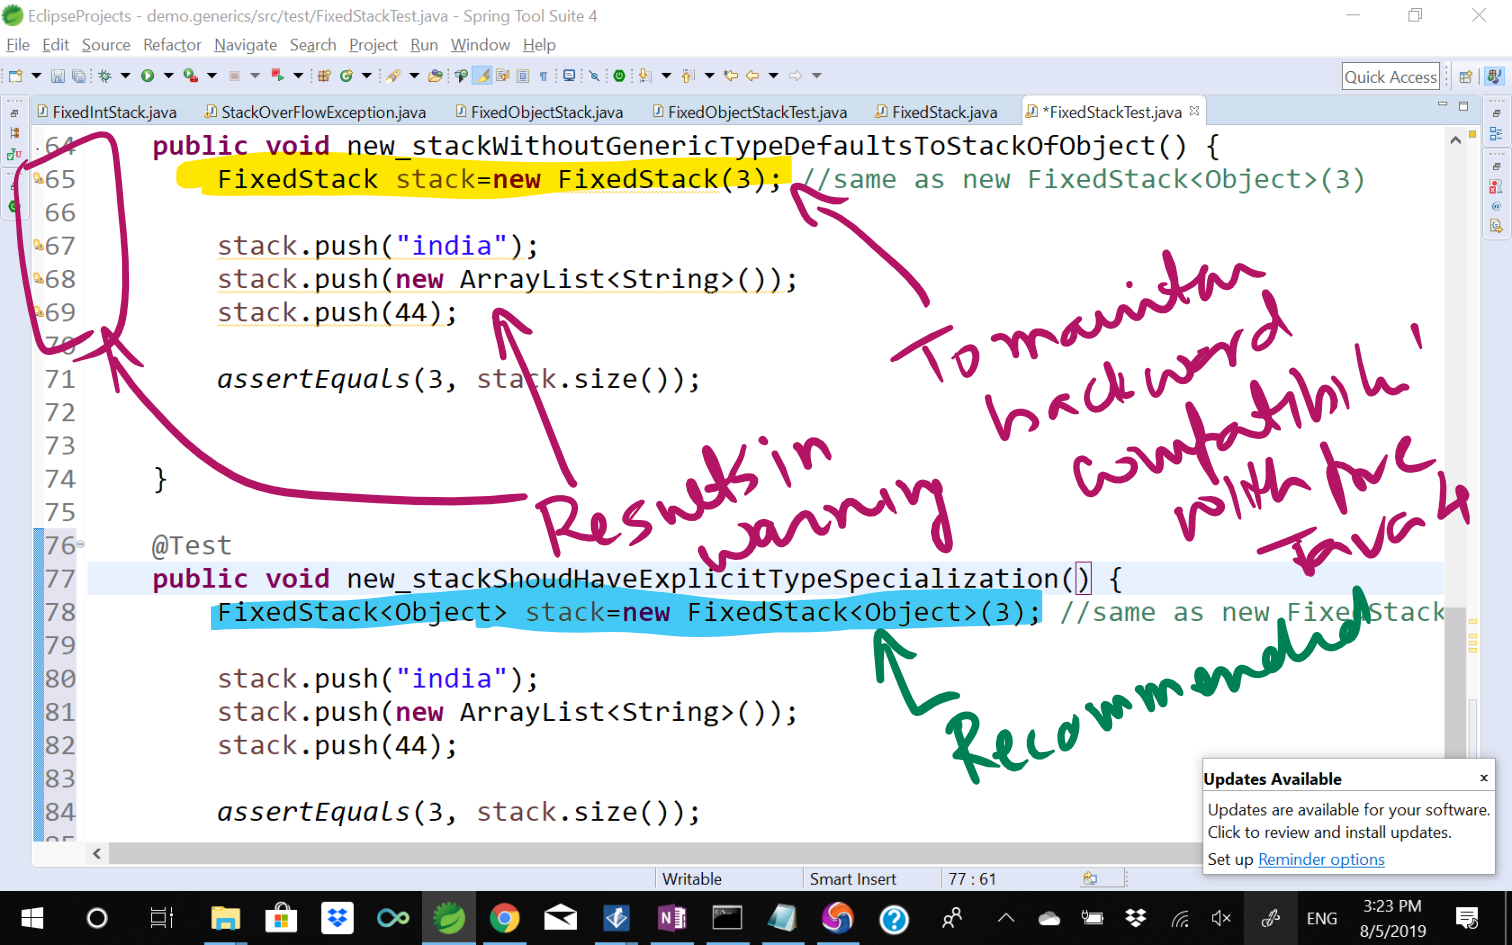 EclipseProjects - demo.generics/src/test/FixedStackTest.java - Spring Tool Suite 4
File Edit Source Refactor Navigate Search Project Run Window Help
Quick Access
FixedIntStack.java StackOverFlowException.java FixedObjectStack.java FixedObjectStackTest.java FixedStack.java *FixedStackTest.java
64 public void new_stackWithoutGenericTypeDefaultsToStackOfObject() {
65 FixedStack stack=new FixedStack(3); //same as new FixedStack<Object>(3)
66
67 stack.push("india");
68 stack.push(new ArrayList<String>());
69 stack.push(44);
70
71 assertEquals(3, stack.size());
72
73
74 }
75
76 @Test
77 public void new_stackShoudHaveExplicitTypeSpecialization() {
78 FixedStack<Object> stack=new FixedStack<Object>(3); //same as new FixedStack
79
80 stack.push("india");
81 stack.push(new ArrayList<String>());
82 stack.push(44);
83
84 assertEquals(3, stack.size());
To
backword
with pre
Java 4
Results in
warning
Recommended
Updates Available
Updates are available for your software.
Click to review and install updates.
Set up Reminder options
Writable Smart Insert 77 : 61
ENG
3:23 PM
8/5/2019